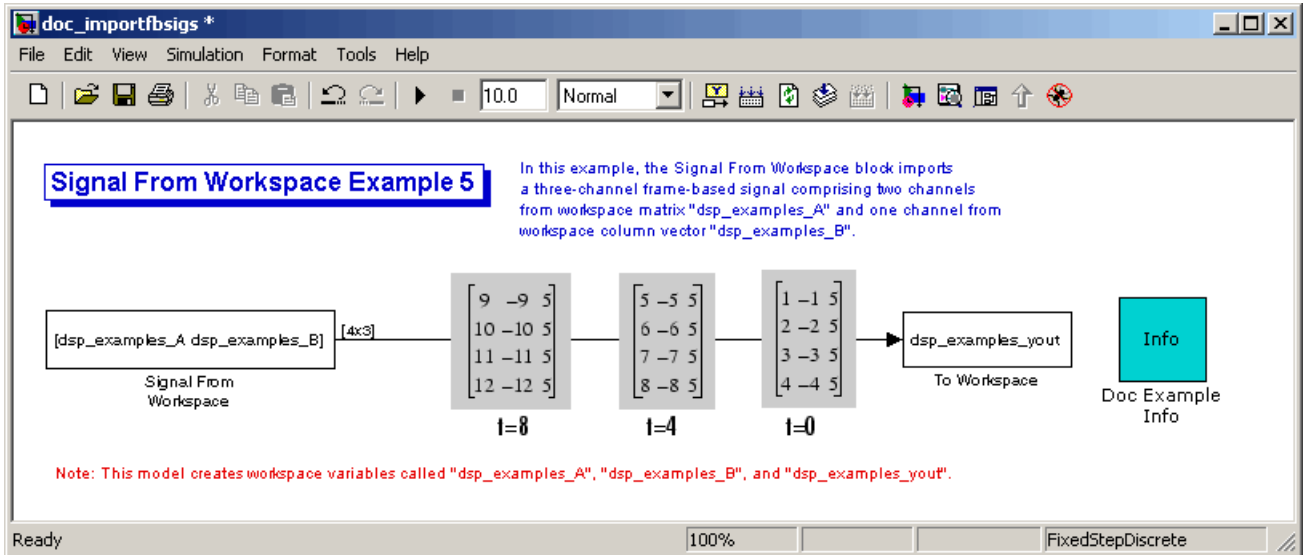 doc_importfbsigs *
File Edit View Simulation Format Tools Help
10.0 Normal
Signal From Workspace Example 5
In this example, the Signal From Workspace block imports
a three-channel frame-based signal comprising two channels
from workspace matrix "dsp_examples_A" and one channel from
workspace column vector "dsp_examples_B".
[dsp_examples_A dsp_examples_B]
[4x3]
Signal From
Workspace
9 -9 5
10 -10 5
11 -11 5
12 -12 5
t=8
5 -5 5
6 -6 5
7 -7 5
8 -8 5
t=4
1 -1 5
2 -2 5
3 -3 5
4 -4 5
t=0
dsp_examples_yout
To Workspace
Info
Doc Example
Info
Note: This model creates workspace variables called "dsp_examples_A", "dsp_examples_B", and "dsp_examples_yout".
Ready 100% FixedStepDiscrete